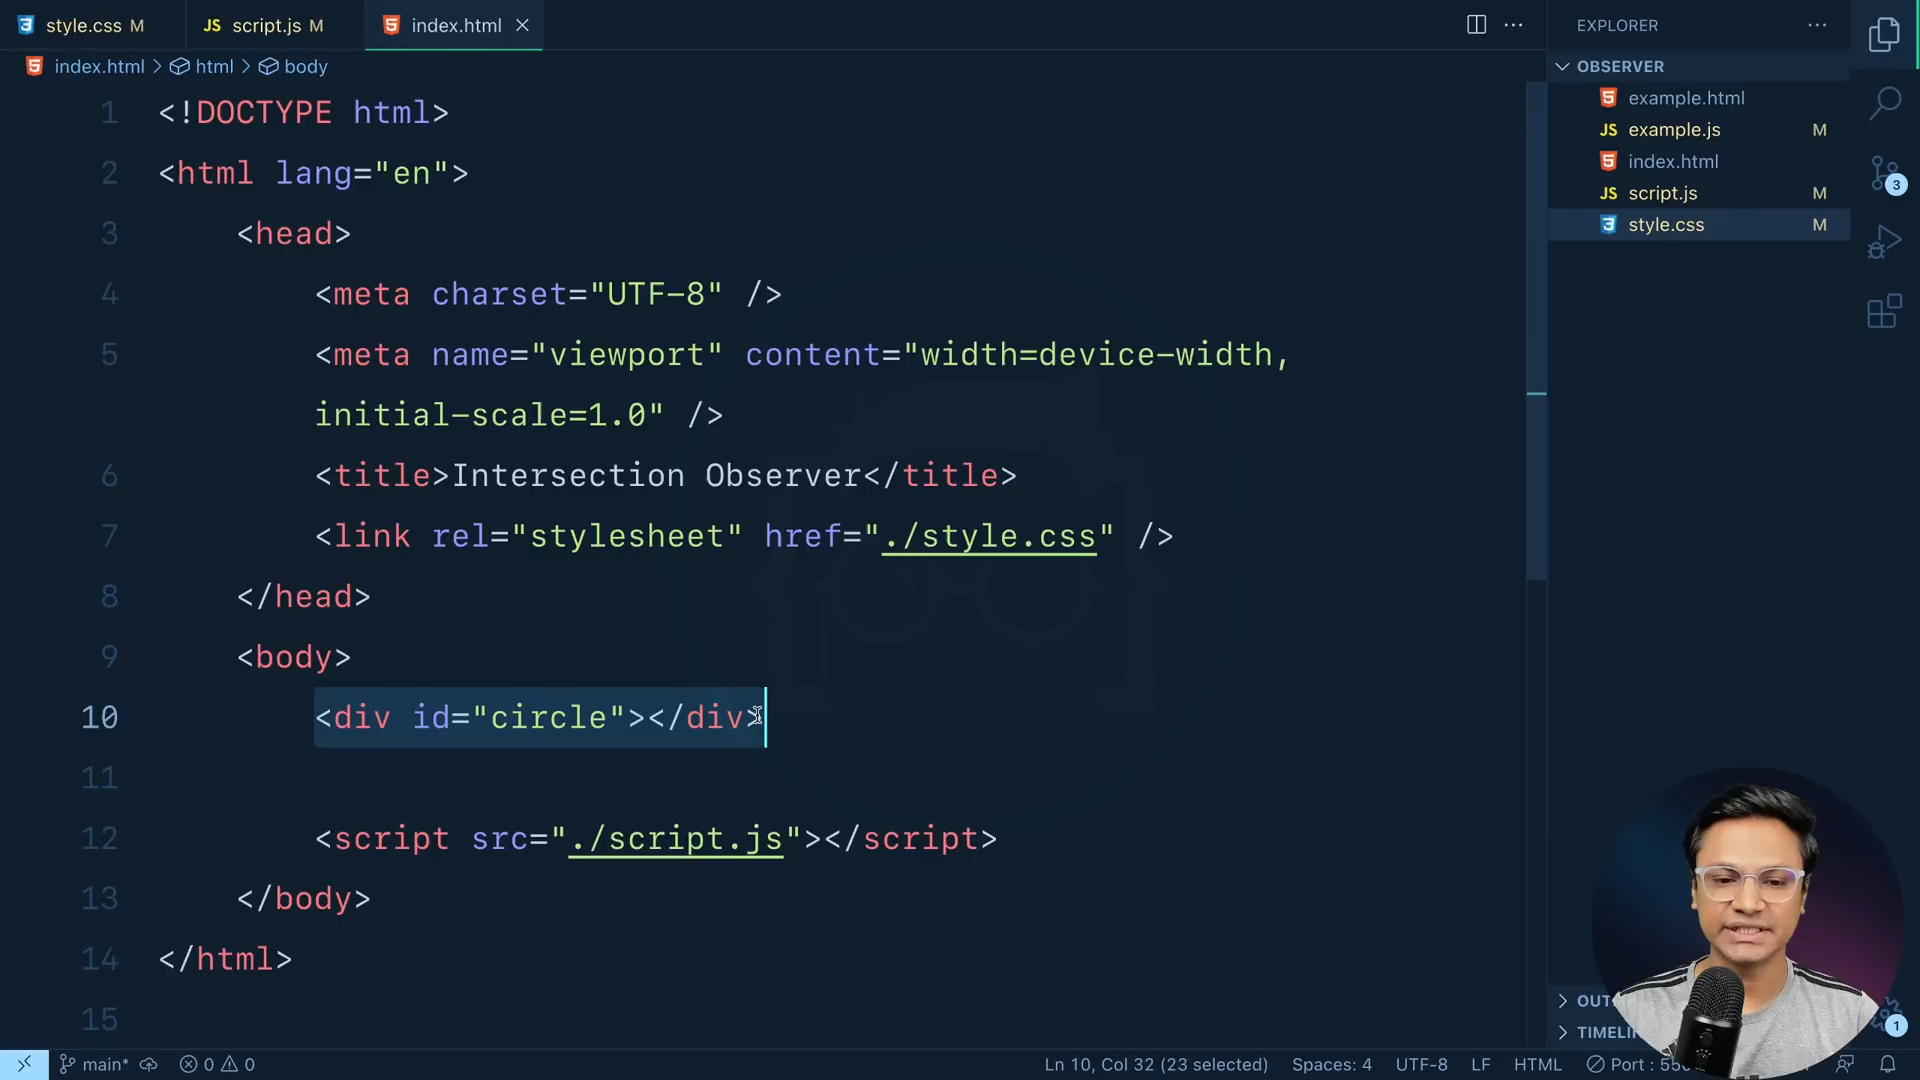 style.css M
JS script.js M
index.html
EXPLORER
index.html > html > body
OBSERVER
example.html
JS example.js M
index.html
JS script.js M
style.css M
3
1 <!DOCTYPE html>
2 <html lang="en">
3 <head>
4 <meta charset="UTF-8" />
5 <meta name="viewport" content="width=device-width,
initial-scale=1.0" />
6 <title>Intersection Observer</title>
7 <link rel="stylesheet" href="./style.css" />
8 </head>
9 <body>
10 <div id="circle"></div>
11
12 <script src="./script.js"></script>
13 </body>
14 </html>
15
1
main* 0 0
Ln 10, Col 32 (23 selected) Spaces: 4 UTF-8 LF HTML Port :